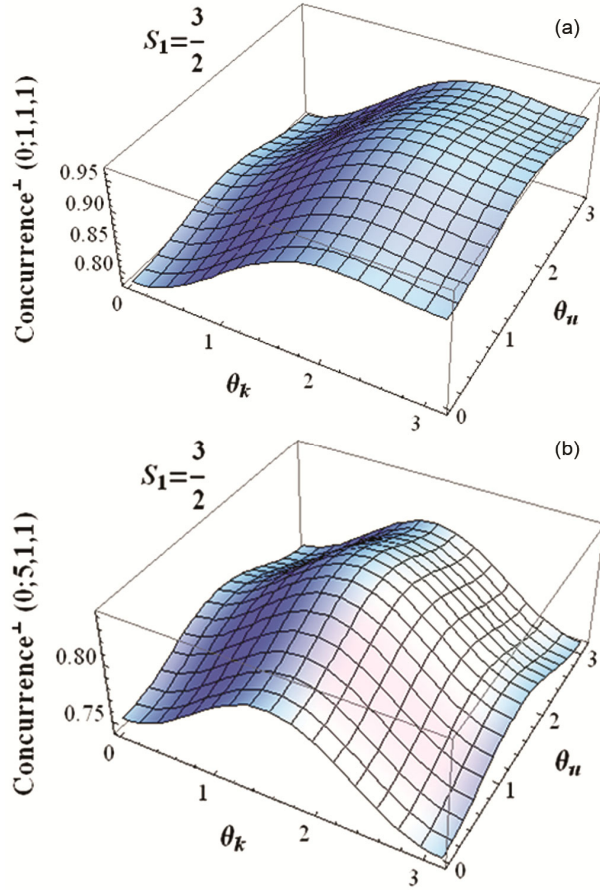 (a)
S₁=3/2
Concurrence⊥ (0;1,1,1)
0.95
0.90
0.85
0.80
0
1
2
3
θk
0
1
2
3
θu
(b)
S₁=3/2
Concurrence⊥ (0;5,1,1)
0.80
0.75
0
1
2
3
θk
0
1
2
3
θu